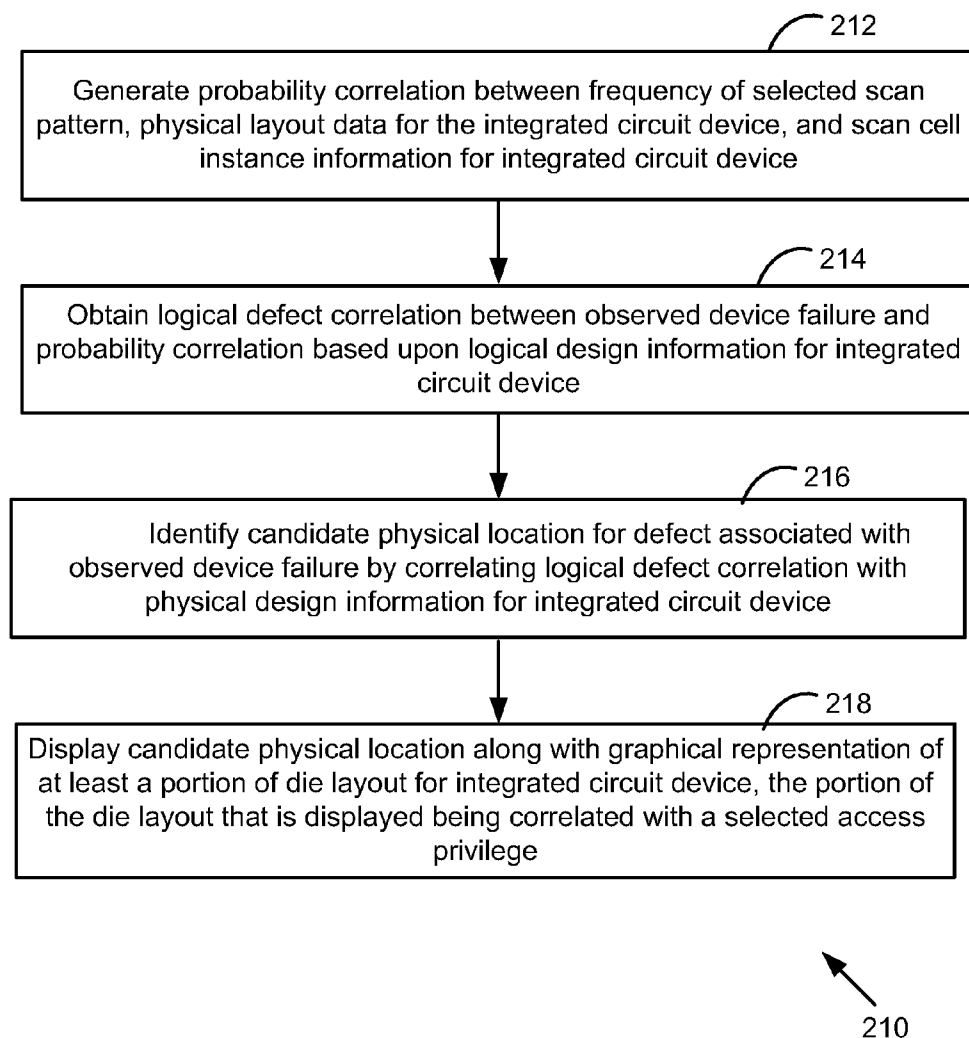 212
Generate probability correlation between frequency of selected scan
pattern, physical layout data for the integrated circuit device, and scan cell
instance information for integrated circuit device
214
Obtain logical defect correlation between observed device failure and
probability correlation based upon logical design information for integrated
circuit device
216
Identify candidate physical location for defect associated with
observed device failure by correlating logical defect correlation with
physical design information for integrated circuit device
218
Display candidate physical location along with graphical representation of
at least a portion of die layout for integrated circuit device, the portion of
the die layout that is displayed being correlated with a selected access
privilege
210